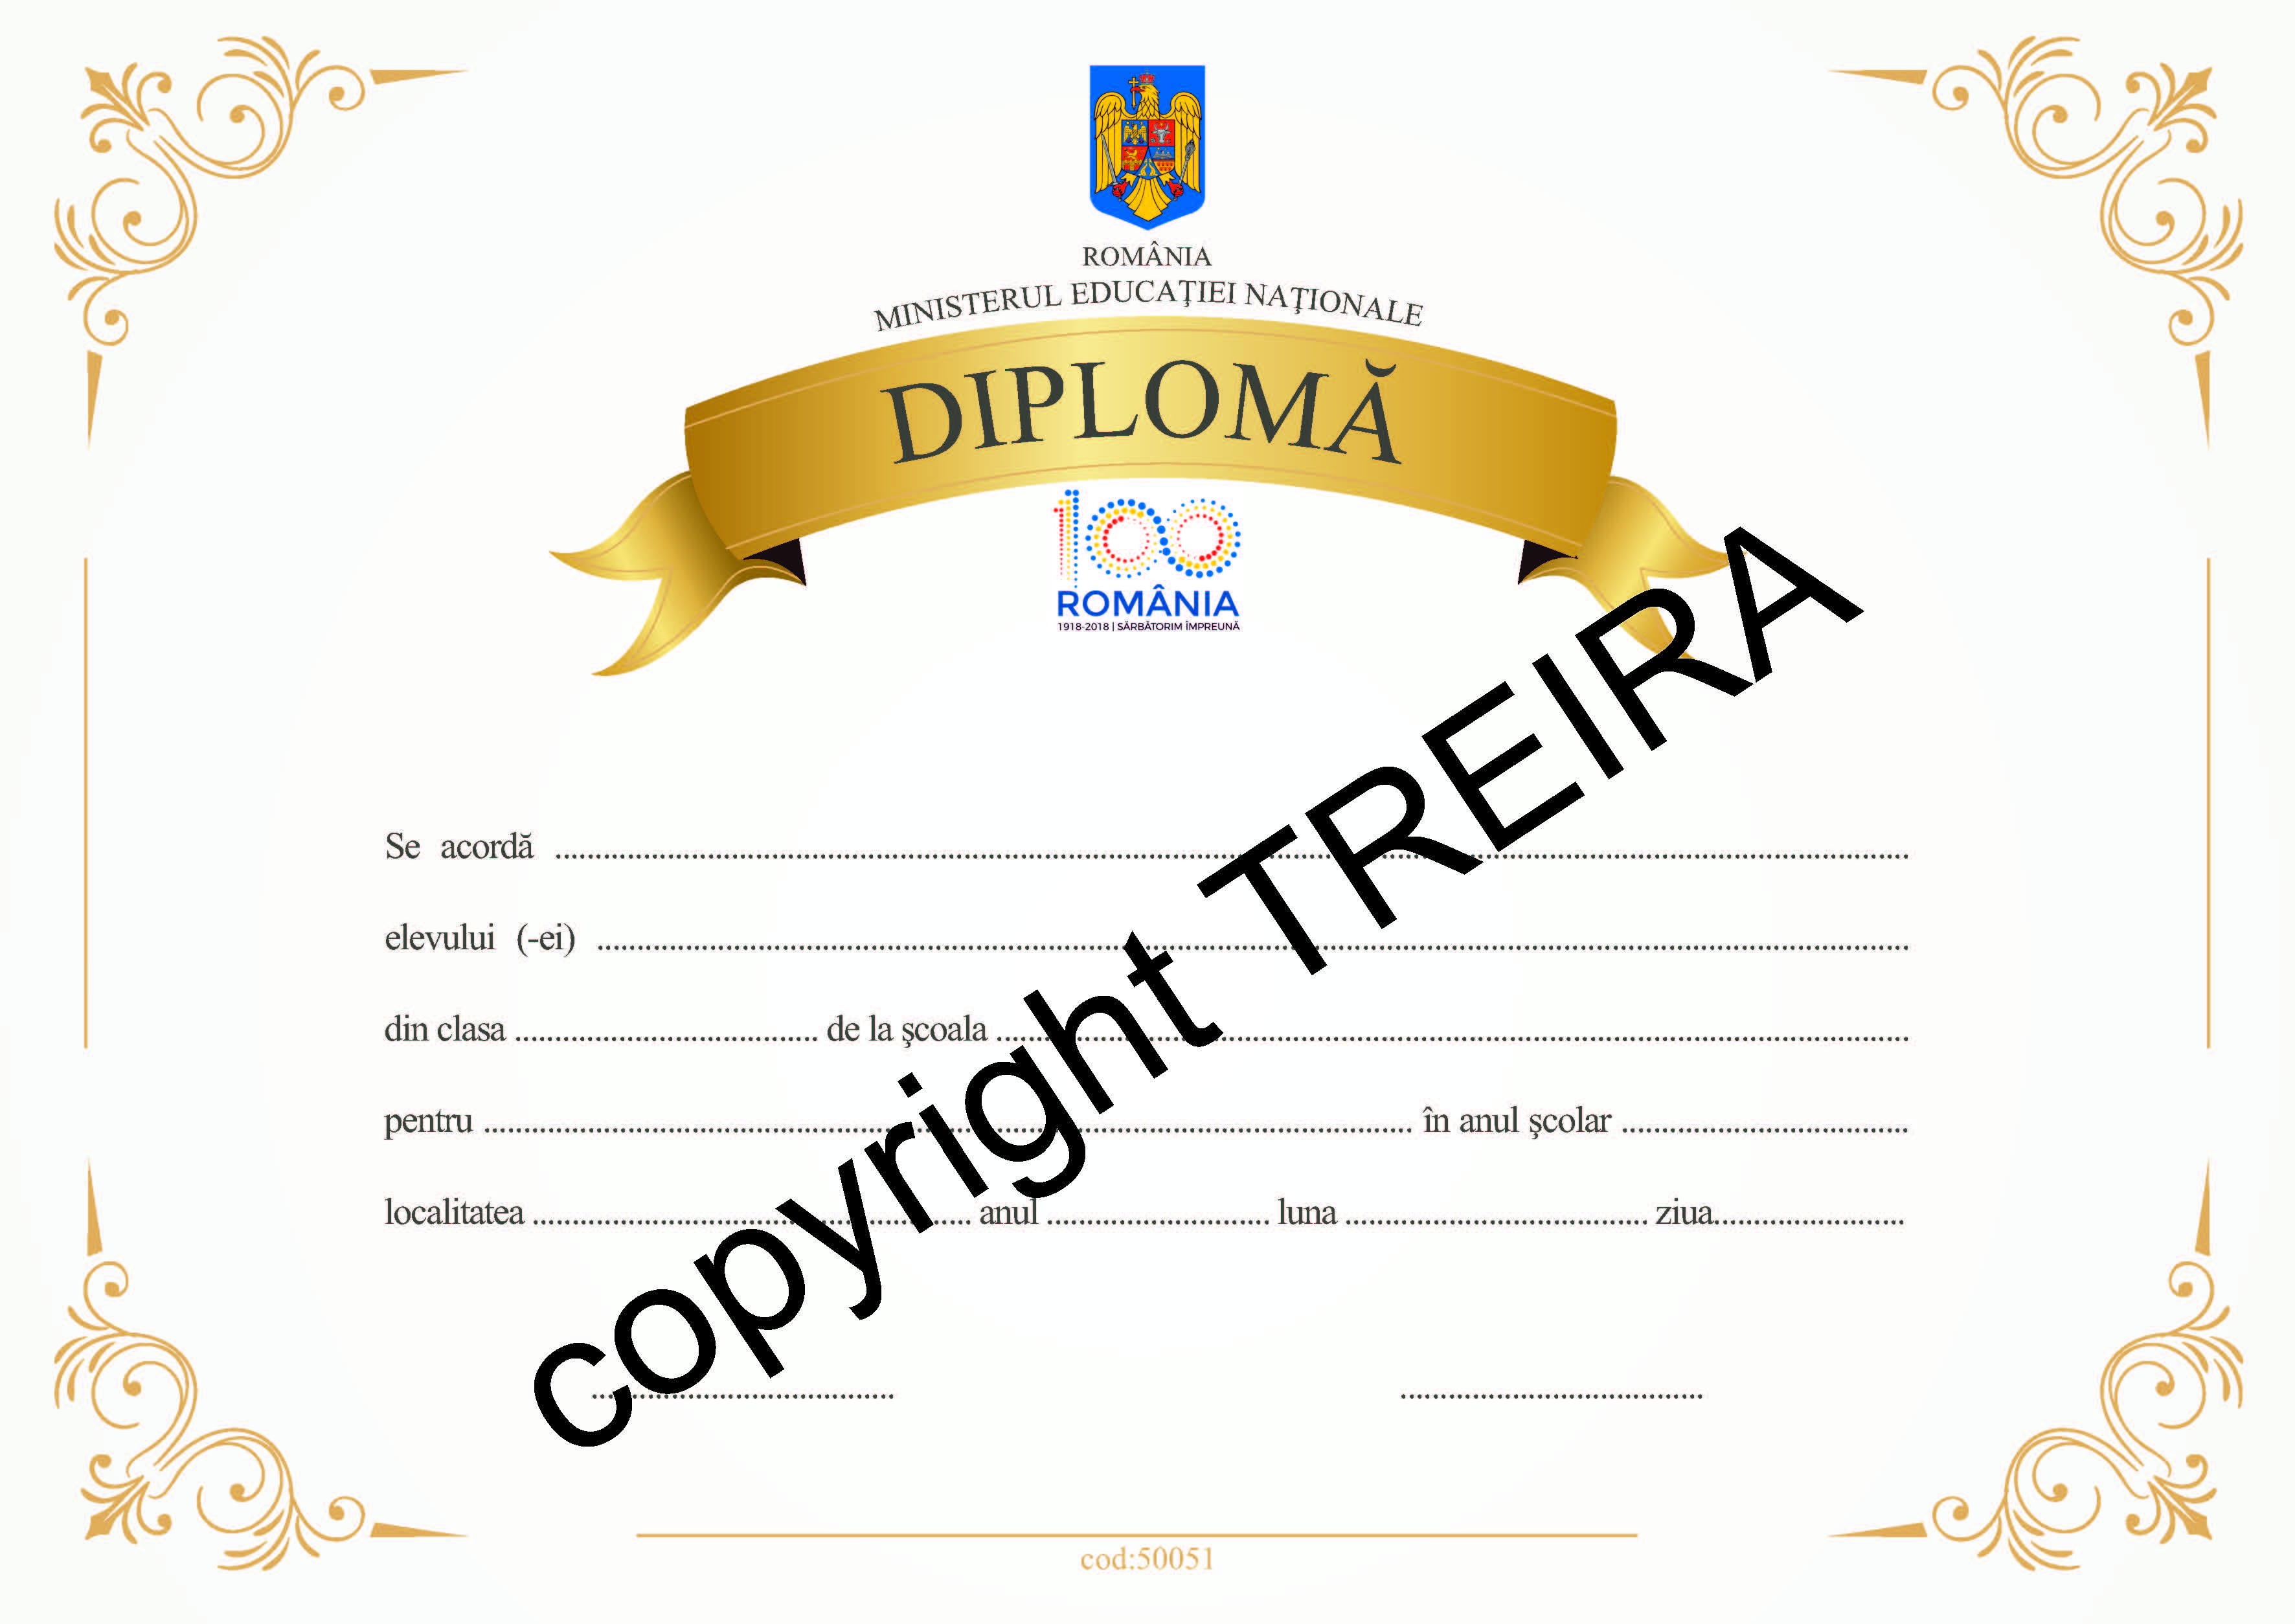 ROMÂNIA
MINISTERUL EDUCAŢIEI NAŢIONALE
DIPLOMĂ
100
ROMÂNIA
1918-2018 | SĂRBĂTORIM ÎMPREUNĂ
Se acordă ........................................
elevului (-ei) ........................................
din clasa .................... de la şcoala ........................................
pentru ........................................ în anul şcolar ....................
localitatea .................... anul .................... luna .................... ziua....................
copyright TREIRA
cod:50051